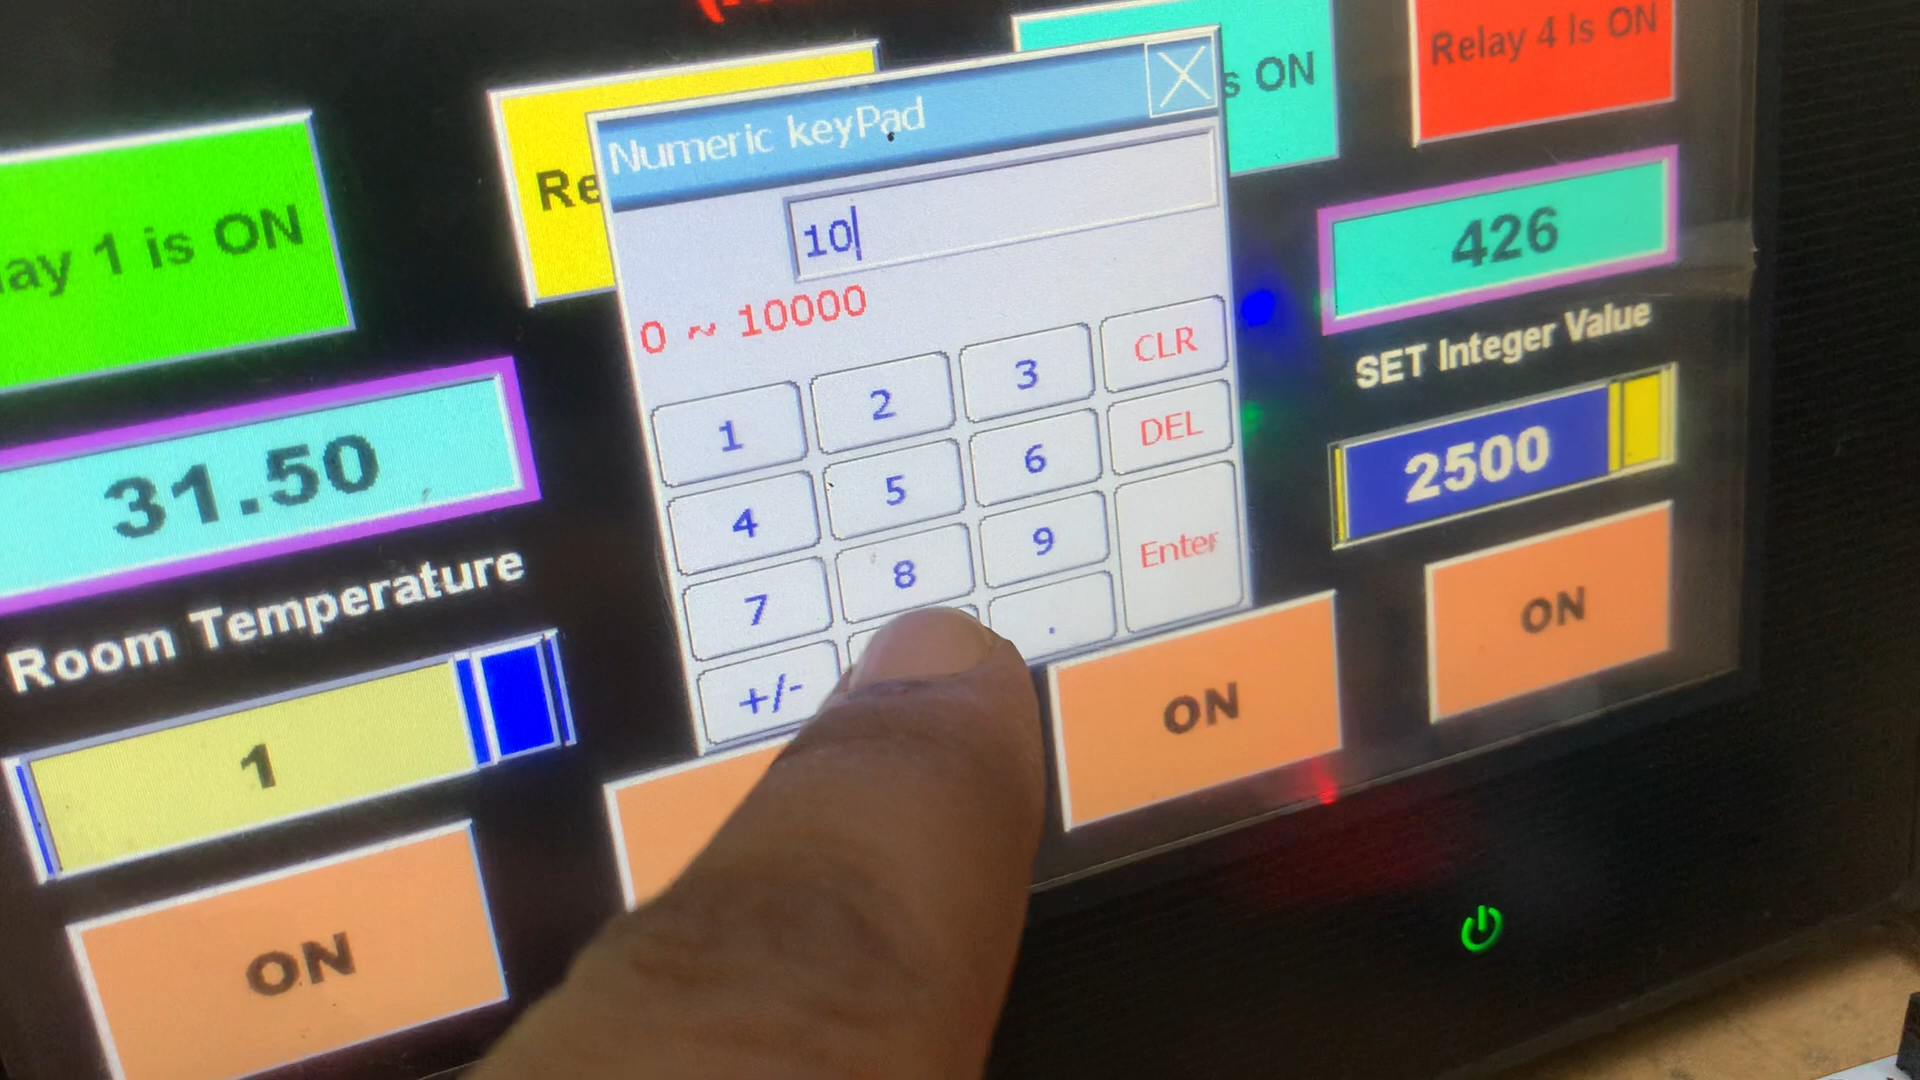 Relay 4 Is ON
s ON
Numeric keyPad
Re
lay 1 is ON
10
426
0 ~ 10000
SET Integer Value
1
2
3
CLR
31.50
4
5
6
DEL
2500
7
8
9
Enter
Room Temperature
+/-
.
ON
1
ON
ON